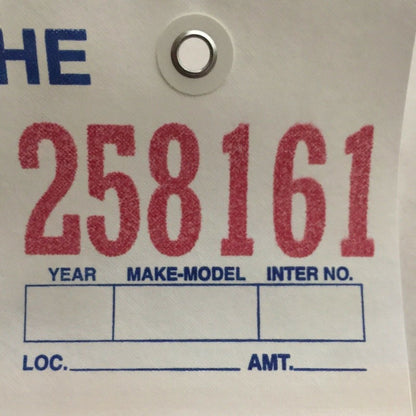 HE
258161
YEAR MAKE-MODEL INTER NO.
LOC. AMT.